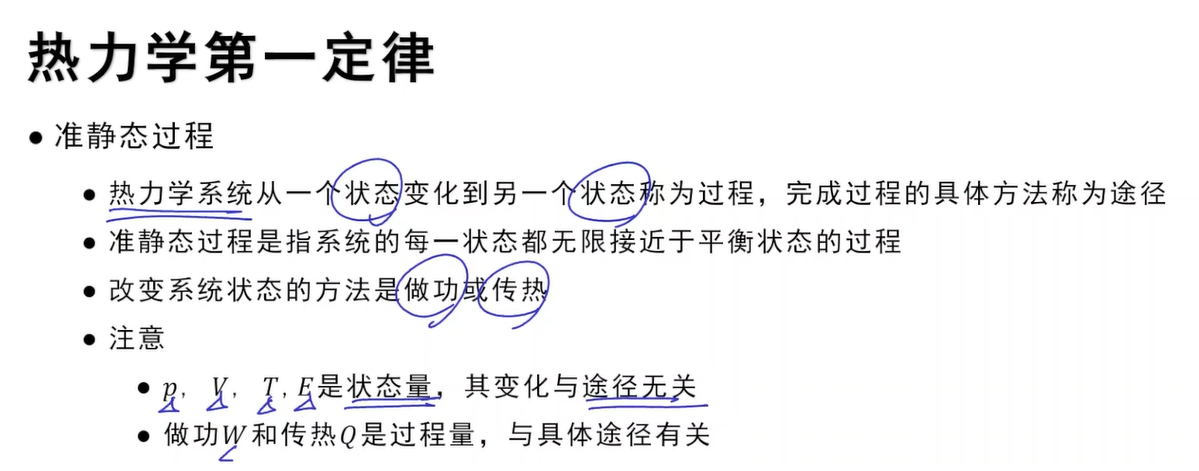 热力学第一定律
● 准静态过程
● 热力学系统从一个状态变化到另一个状态称为过程，完成过程的具体方法称为途径
● 准静态过程是指系统的每一状态都无限接近于平衡状态的过程
● 改变系统状态的方法是做功或传热
● 注意
● p, V, T, E是状态量，其变化与途径无关
● 做功W和传热Q是过程量，与具体途径有关